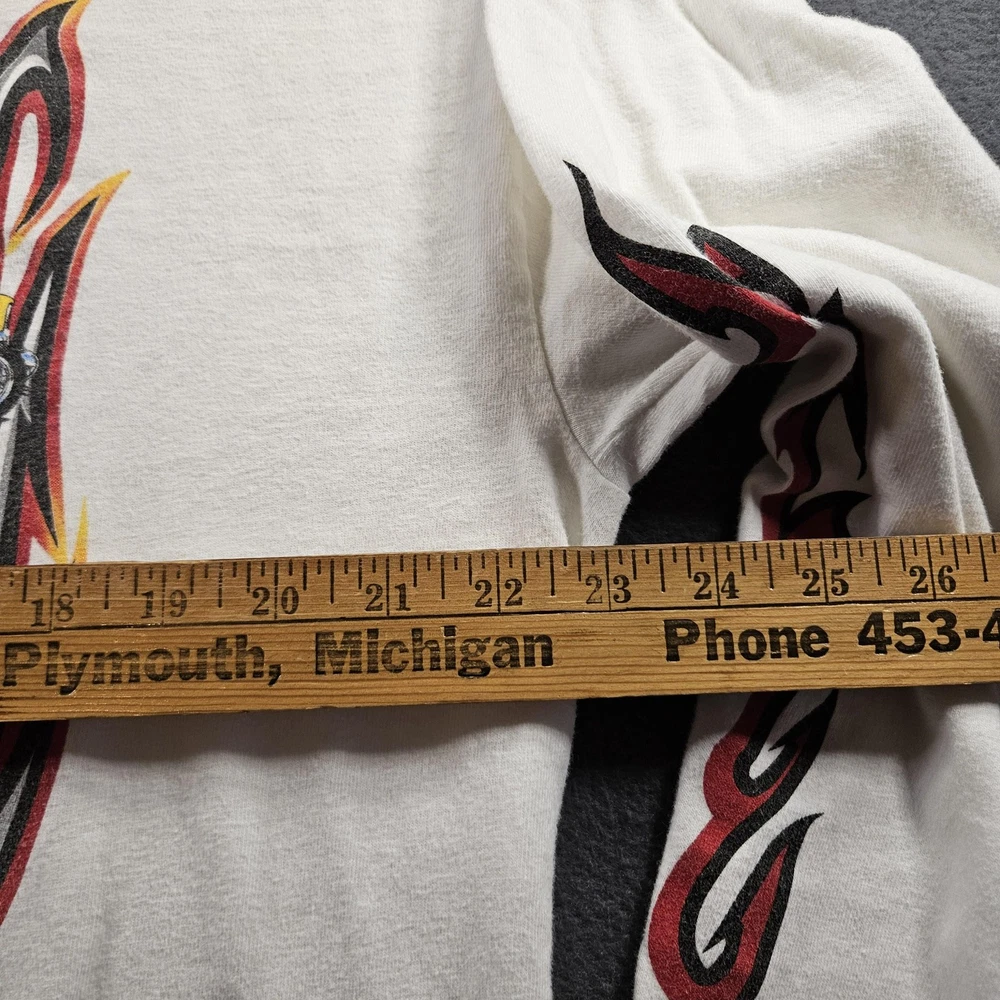 18 19 20 21 22 23 24 25 26
Plymouth, Michigan Phone 453-4